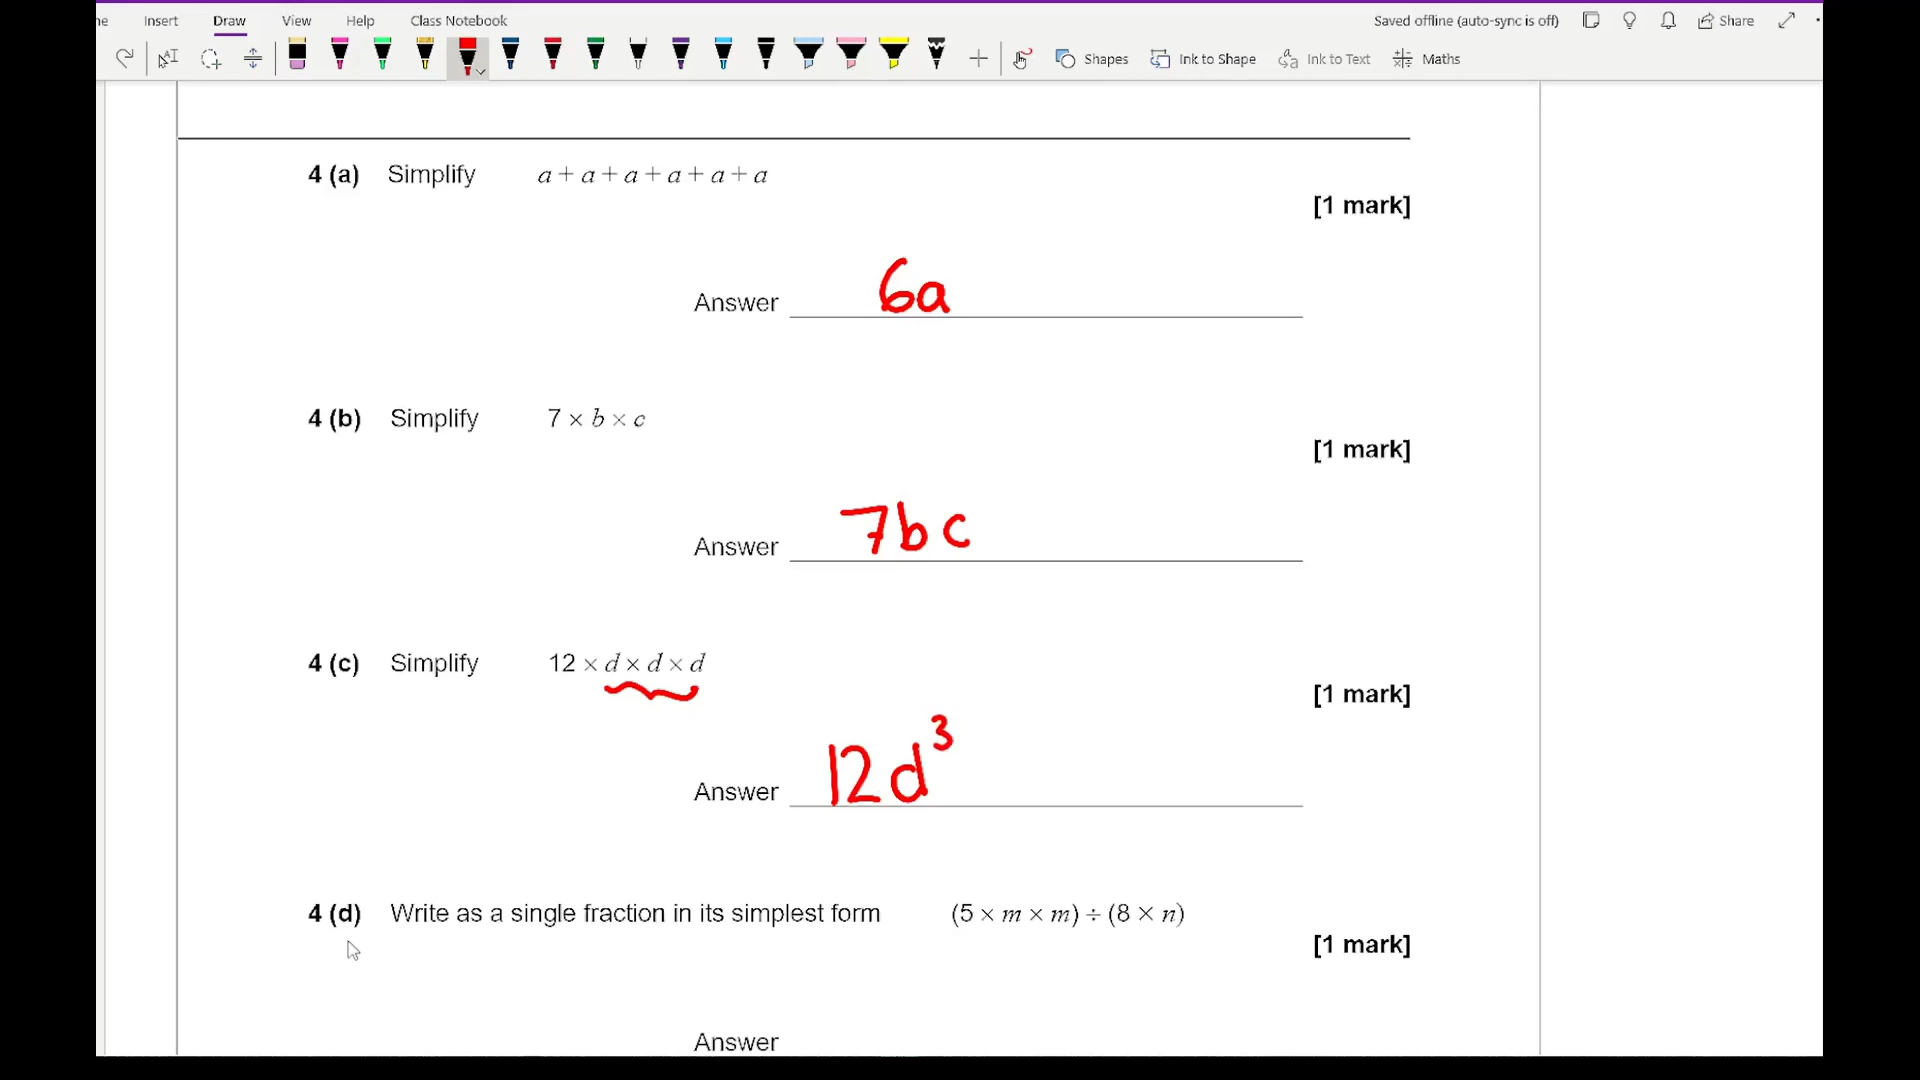 ne Insert Draw View Help Class Notebook Saved offline (auto-sync is off) Share
Shapes Ink to Shape Ink to Text Maths
4 (a) Simplify a + a + a + a + a + a
[1 mark]
Answer 6a
4 (b) Simplify 7 × b × c
[1 mark]
Answer 7bc
4 (c) Simplify 12 × d × d × d
[1 mark]
Answer 12d³
4 (d) Write as a single fraction in its simplest form (5 × m × m) ÷ (8 × n)
[1 mark]
Answer